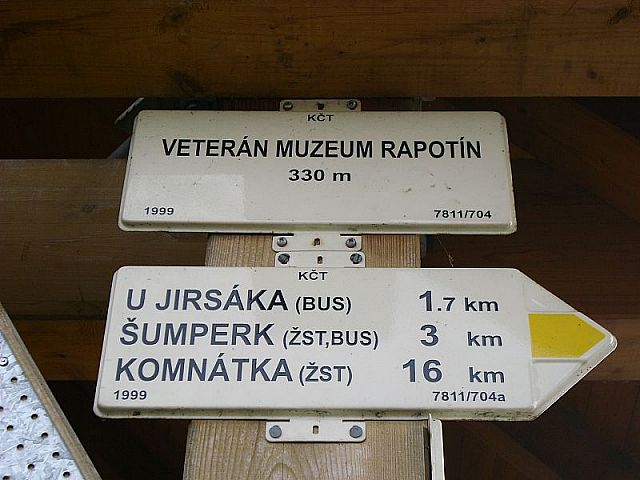 KČT
VETERÁN MUZEUM RAPOTÍN
330 m
1999 7811/704
KČT
U JIRSÁKA (BUS) 1.7 km
ŠUMPERK (ŽST,BUS) 3 km
KOMNÁTKA (ŽST) 16 km
1999 7811/704a